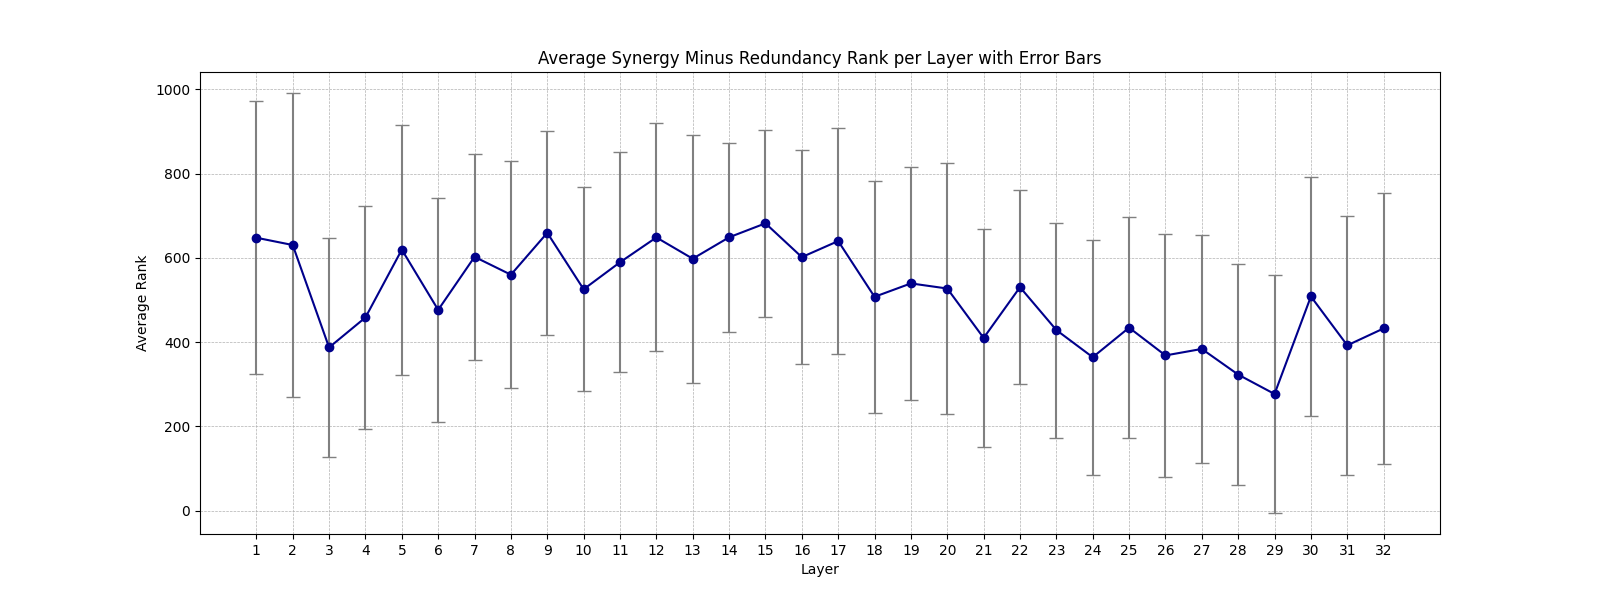 Average Synergy Minus Redundancy Rank per Layer with Error Bars
Average Rank
1000
800
600
400
200
0
1 2 3 4 5 6 7 8 9 10 11 12 13 14 15 16 17 18 19 20 21 22 23 24 25 26 27 28 29 30 31 32
Layer